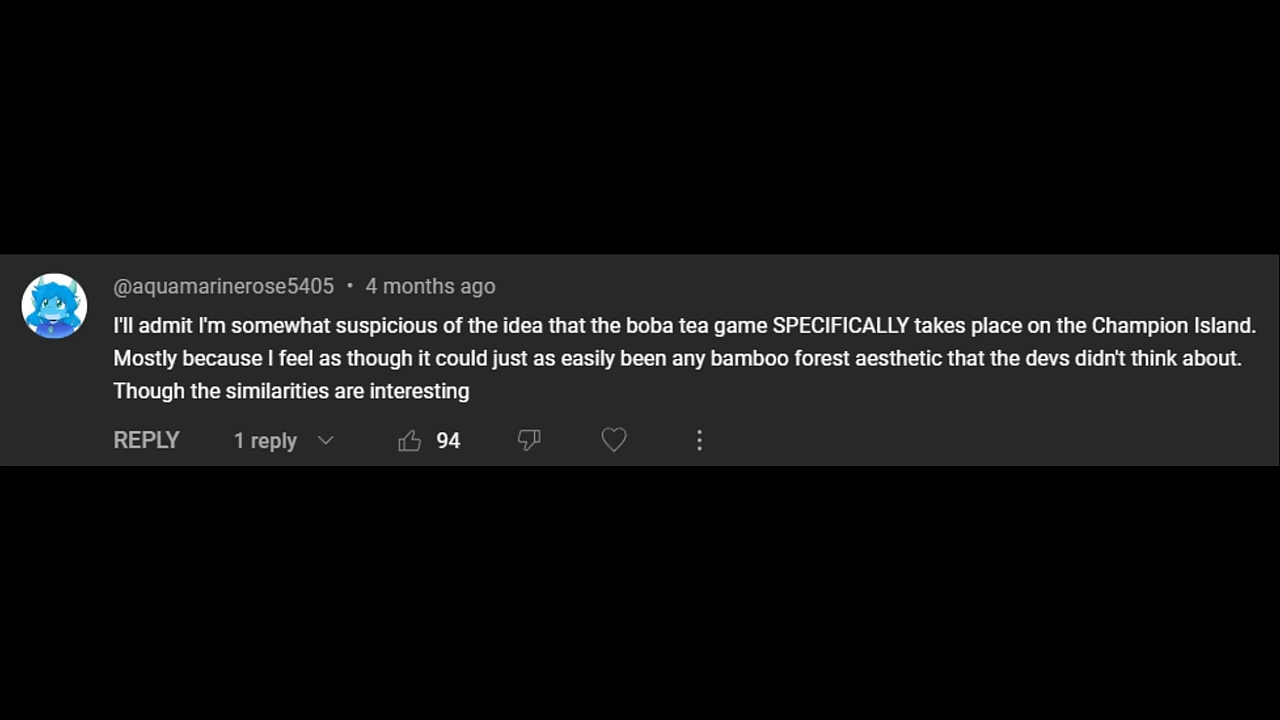 @aquamarinerose5405 • 4 months ago
I'll admit I'm somewhat suspicious of the idea that the boba tea game SPECIFICALLY takes place on the Champion Island.
Mostly because I feel as though it could just as easily been any bamboo forest aesthetic that the devs didn't think about.
Though the similarities are interesting
REPLY 1 reply 94